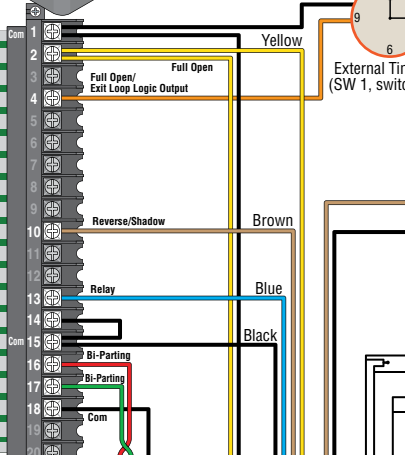 Com 1
Yellow
9
2
Full Open
6
3
Full Open/
External Tim
4
Exit Loop Logic Output
(SW 1, switc
5
6
7
8
9
10
Reverse/Shadow
Brown
11
12
13
Relay
Blue
14
Com 15
Black
16
Bi-Parting
17
Bi-Parting
18
Com
19
20